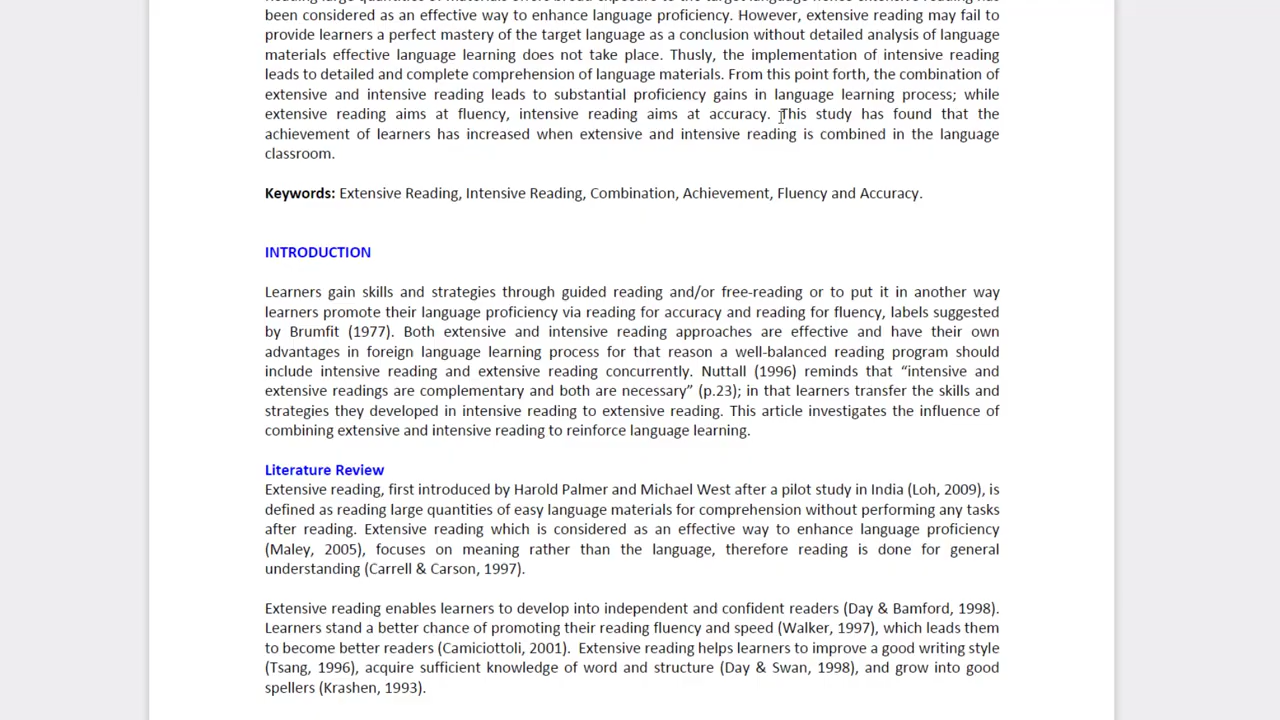 Reading large quantities of materials offers broad exposure to the target language hence extensive reading has
been considered as an effective way to enhance language proficiency. However, extensive reading may fail to
provide learners a perfect mastery of the target language as a conclusion without detailed analysis of language
materials effective language learning does not take place. Thusly, the implementation of intensive reading
leads to detailed and complete comprehension of language materials. From this point forth, the combination of
extensive and intensive reading leads to substantial proficiency gains in language learning process; while
extensive reading aims at fluency, intensive reading aims at accuracy. This study has found that the
achievement of learners has increased when extensive and intensive reading is combined in the language
classroom.
Keywords: Extensive Reading, Intensive Reading, Combination, Achievement, Fluency and Accuracy.
INTRODUCTION
Learners gain skills and strategies through guided reading and/or free-reading or to put it in another way
learners promote their language proficiency via reading for accuracy and reading for fluency, labels suggested
by Brumfit (1977). Both extensive and intensive reading approaches are effective and have their own
advantages in foreign language learning process for that reason a well-balanced reading program should
include intensive reading and extensive reading concurrently. Nuttall (1996) reminds that “intensive and
extensive readings are complementary and both are necessary” (p.23); in that learners transfer the skills and
strategies they developed in intensive reading to extensive reading. This article investigates the influence of
combining extensive and intensive reading to reinforce language learning.
Literature Review
Extensive reading, first introduced by Harold Palmer and Michael West after a pilot study in India (Loh, 2009), is
defined as reading large quantities of easy language materials for comprehension without performing any tasks
after reading. Extensive reading which is considered as an effective way to enhance language proficiency
(Maley, 2005), focuses on meaning rather than the language, therefore reading is done for general
understanding (Carrell & Carson, 1997).
Extensive reading enables learners to develop into independent and confident readers (Day & Bamford, 1998).
Learners stand a better chance of promoting their reading fluency and speed (Walker, 1997), which leads them
to become better readers (Camiciottoli, 2001). Extensive reading helps learners to improve a good writing style
(Tsang, 1996), acquire sufficient knowledge of word and structure (Day & Swan, 1998), and grow into good
spellers (Krashen, 1993).